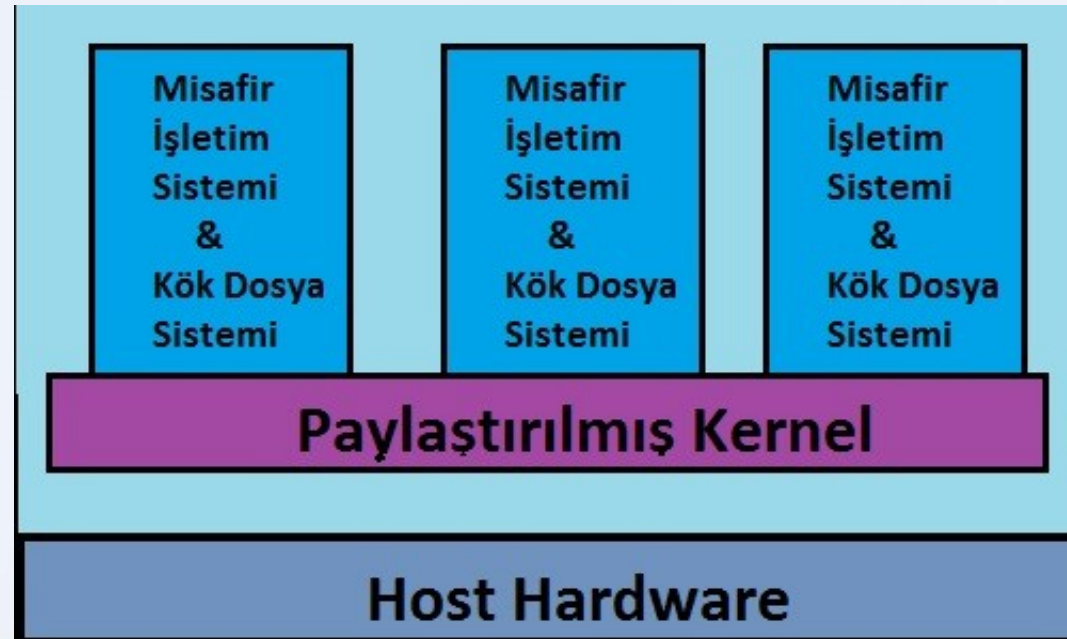 Misafir
İşletim
Sistemi
&
Kök Dosya
Sistemi
Misafir
İşletim
Sistemi
&
Kök Dosya
Sistemi
Misafir
İşletim
Sistemi
&
Kök Dosya
Sistemi
Paylaştırılmış Kernel
Host Hardware